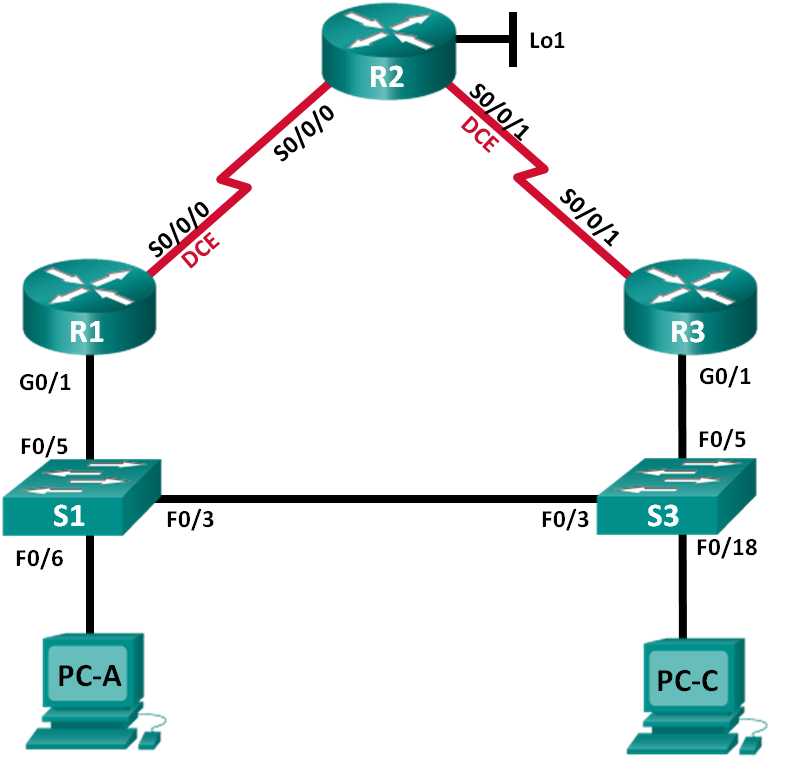 R2
Lo1
S0/0/0
S0/0/1
DCE
S0/0/0
DCE
S0/0/1
R1
R3
G0/1
G0/1
F0/5
F0/5
S1
F0/3
F0/3
S3
F0/6
F0/18
PC-A
PC-C